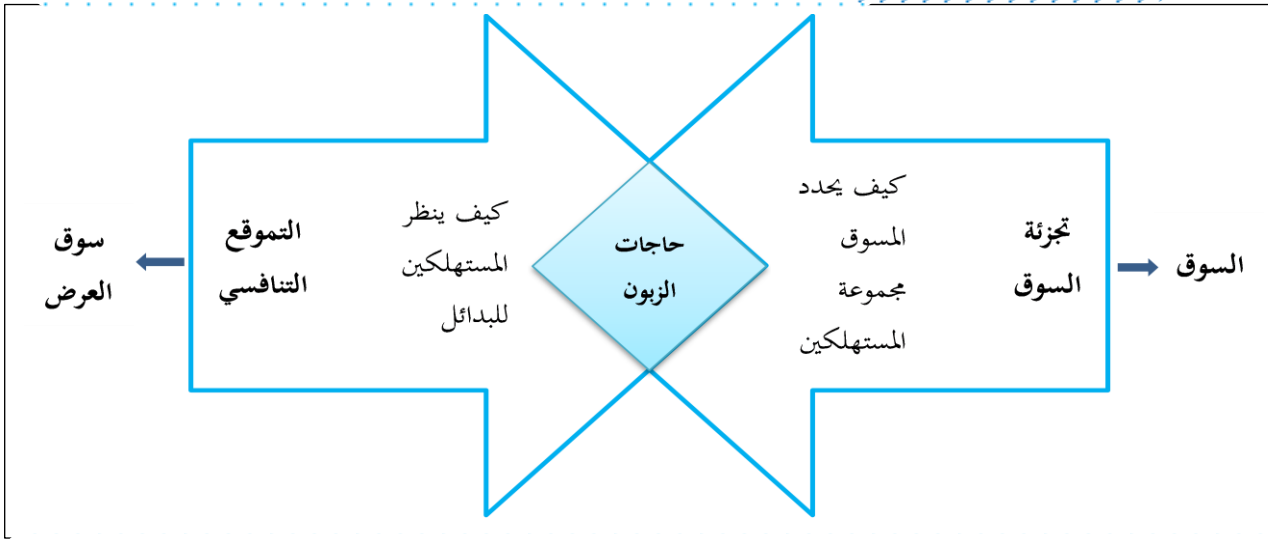 السوق
تجزئة
السوق
كيف يحدد
المسوق
مجموعة
المستهلكين
حاجات
الزبون
كيف ينظر
المستهلكين
للبدائل
التموقع
التنافسي
سوق
العرض